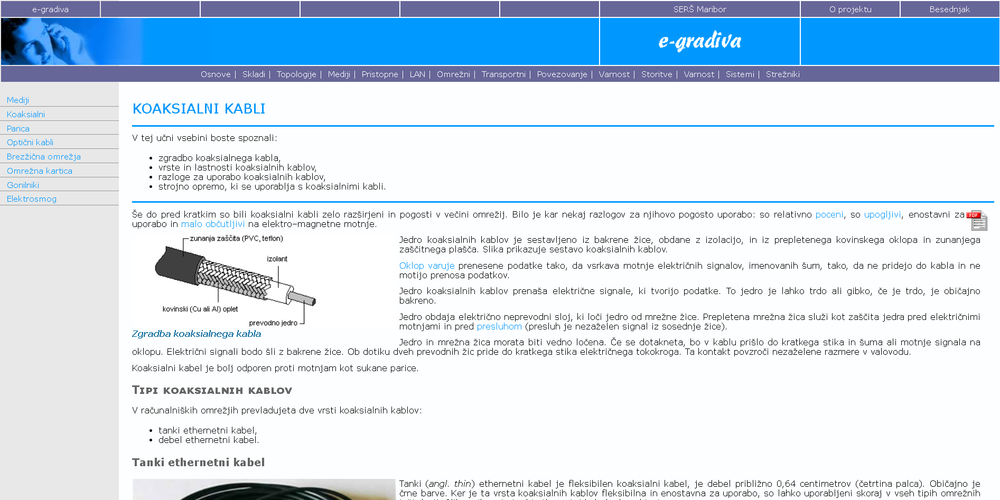 e-gradiva
SERŠ Maribor
O projektu
Besednjak
e-gradiva
Osnove | Skladi | Topologije | Mediji | Pristopne | LAN | Omrežni | Transportni | Povezovanje | Varnost | Storitve | Varnost | Sistemi | Strežniki
Mediji
Koaksialni
Parica
Optični kabli
Brezžična omrežja
Omrežna kartica
Gonilniki
Elektrosmog
KOAKSIALNI KABLI
V tej učni vsebini boste spoznali:
• zgradbo koaksialnega kabla,
• vrste in lastnosti koaksialnih kablov,
• razloge za uporabo koaksialnih kablov,
• strojno opremo, ki se uporablja s koaksialnimi kabli.
Še do pred kratkim so bili koaksialni kabli zelo razširjeni in pogosti v večini omrežij. Bilo je kar nekaj razlogov za njihovo pogosto uporabo: so relativno poceni, so upogljivi, enostavni za
uporabo in malo občutljivi na elektro–magnetne motnje.
PDF
zunanja zaščita (PVC, teflon)
izolant
kovinski (Cu ali Al) oplet
prevodno jedro
Zgradba koaksialnega kabla
Jedro koaksialnih kablov je sestavljeno iz bakrene žice, obdane z izolacijo, in iz prepletenega kovinskega oklopa in zunanjega
zaščitnega plašča. Slika prikazuje sestavo koaksialnih kablov.
Oklop varuje prenesene podatke tako, da vsrkava motnje električnih signalov, imenovanih šum, tako, da ne pridejo do kabla in ne
motijo prenosa podatkov.
Jedro koaksialnih kablov prenaša električne signale, ki tvorijo podatke. To jedro je lahko trdo ali gibko, če je trdo, je običajno
bakreno.
Jedro obdaja električno neprevodni sloj, ki loči jedro od mrežne žice. Prepletena mrežna žica služi kot zaščita jedra pred električnimi
motnjami in pred presluhom (presluh je nezaželen signal iz sosednje žice).
Jedro in mrežna žica morata biti vedno ločena. Če se dotakneta, bo v kablu prišlo do kratkega stika in šuma ali motnje signala na
oklopu. Električni signali bodo šli z bakrene žice. Ob dotiku dveh prevodnih žic pride do kratkega stika električnega tokokroga. Ta kontakt povzroči nezaželene razmere v valovodu.
Koaksialni kabel je bolj odporen proti motnjam kot sukane parice.
Tipi koaksialnih kablov
V računalniških omrežjih prevladujeta dve vrsti koaksialnih kablov:
• tanki ethernetni kabel,
• debel ethernetni kabel.
Tanki ethernetni kabel
Tanki (angl. thin) ethernetni kabel je fleksibilen koaksialni kabel, je debel približno 0,64 centimetrov (četrtina palca). Običajno je
črne barve. Ker je ta vrsta koaksialnih kablov fleksibilna in enostavna za uporabo, so lahko uporabljeni skoraj v vseh tipih omrežnih